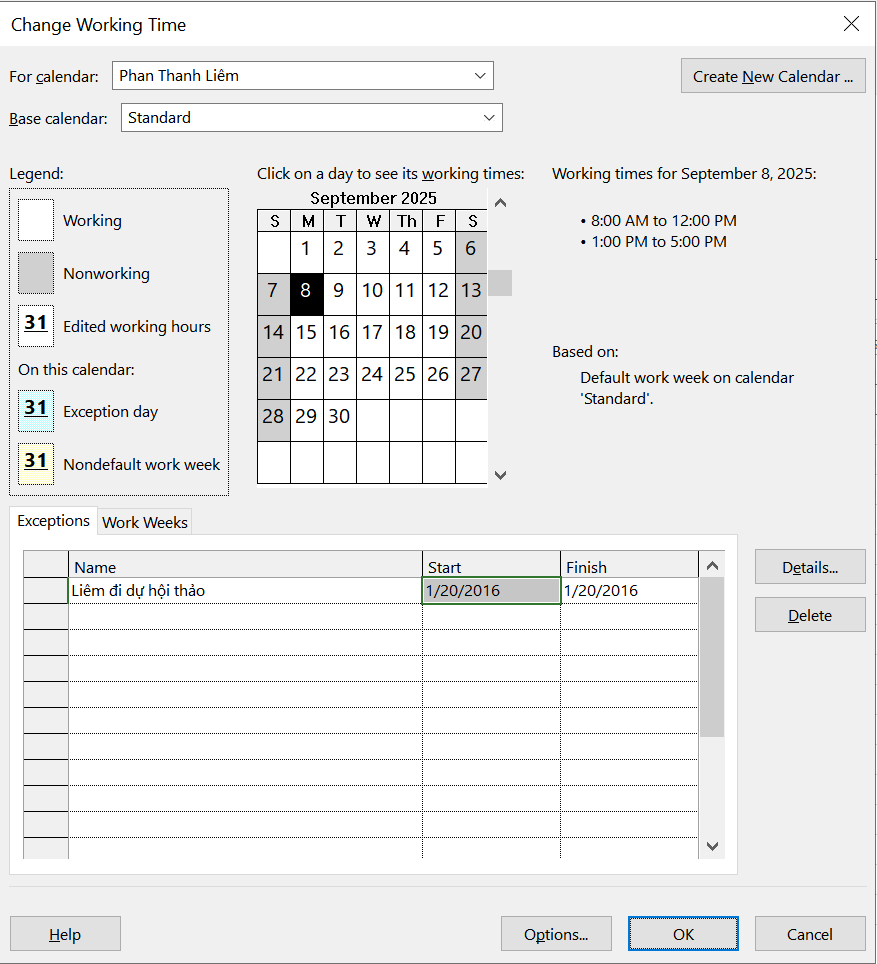 Change Working Time
For calendar: Phan Thanh Liêm
Create New Calendar ...
Base calendar: Standard
Legend:
Working
Nonworking
31 Edited working hours
On this calendar:
31 Exception day
31 Nondefault work week
Click on a day to see its working times:
September 2025
S M T W Th F S
1 2 3 4 5 6
7 8 9 10 11 12 13
14 15 16 17 18 19 20
21 22 23 24 25 26 27
28 29 30
Working times for September 8, 2025:
• 8:00 AM to 12:00 PM
• 1:00 PM to 5:00 PM
Based on:
Default work week on calendar
'Standard'.
Exceptions Work Weeks
Name Start Finish
Liêm đi dự hội thảo 1/20/2016 1/20/2016
Details...
Delete
Help Options... OK Cancel